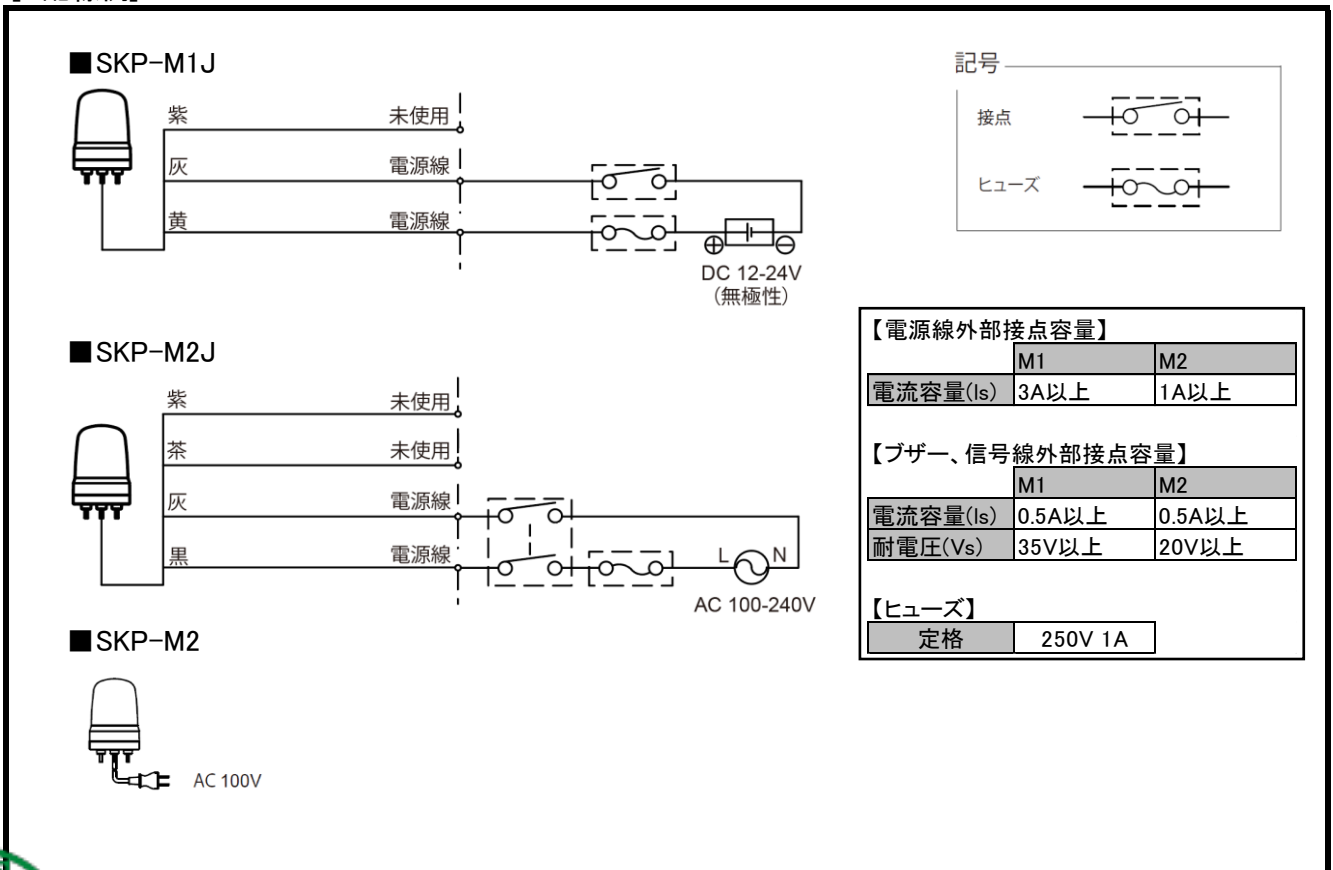 ■SKP-M1J
紫 未使用
灰 電源線
黄 電源線
⊕ ⊖
DC 12-24V
(無極性)
■SKP-M2J
紫 未使用
茶 未使用
灰 電源線
黒 電源線
L N
AC 100-240V
■SKP-M2
AC 100V
記号
接点
ヒューズ
【電源線外部接点容量】
M1 M2
電流容量(Is) 3A以上 1A以上
【ブザー、信号線外部接点容量】
M1 M2
電流容量(Is) 0.5A以上 0.5A以上
耐電圧(Vs) 35V以上 20V以上
【ヒューズ】
定格 250V 1A